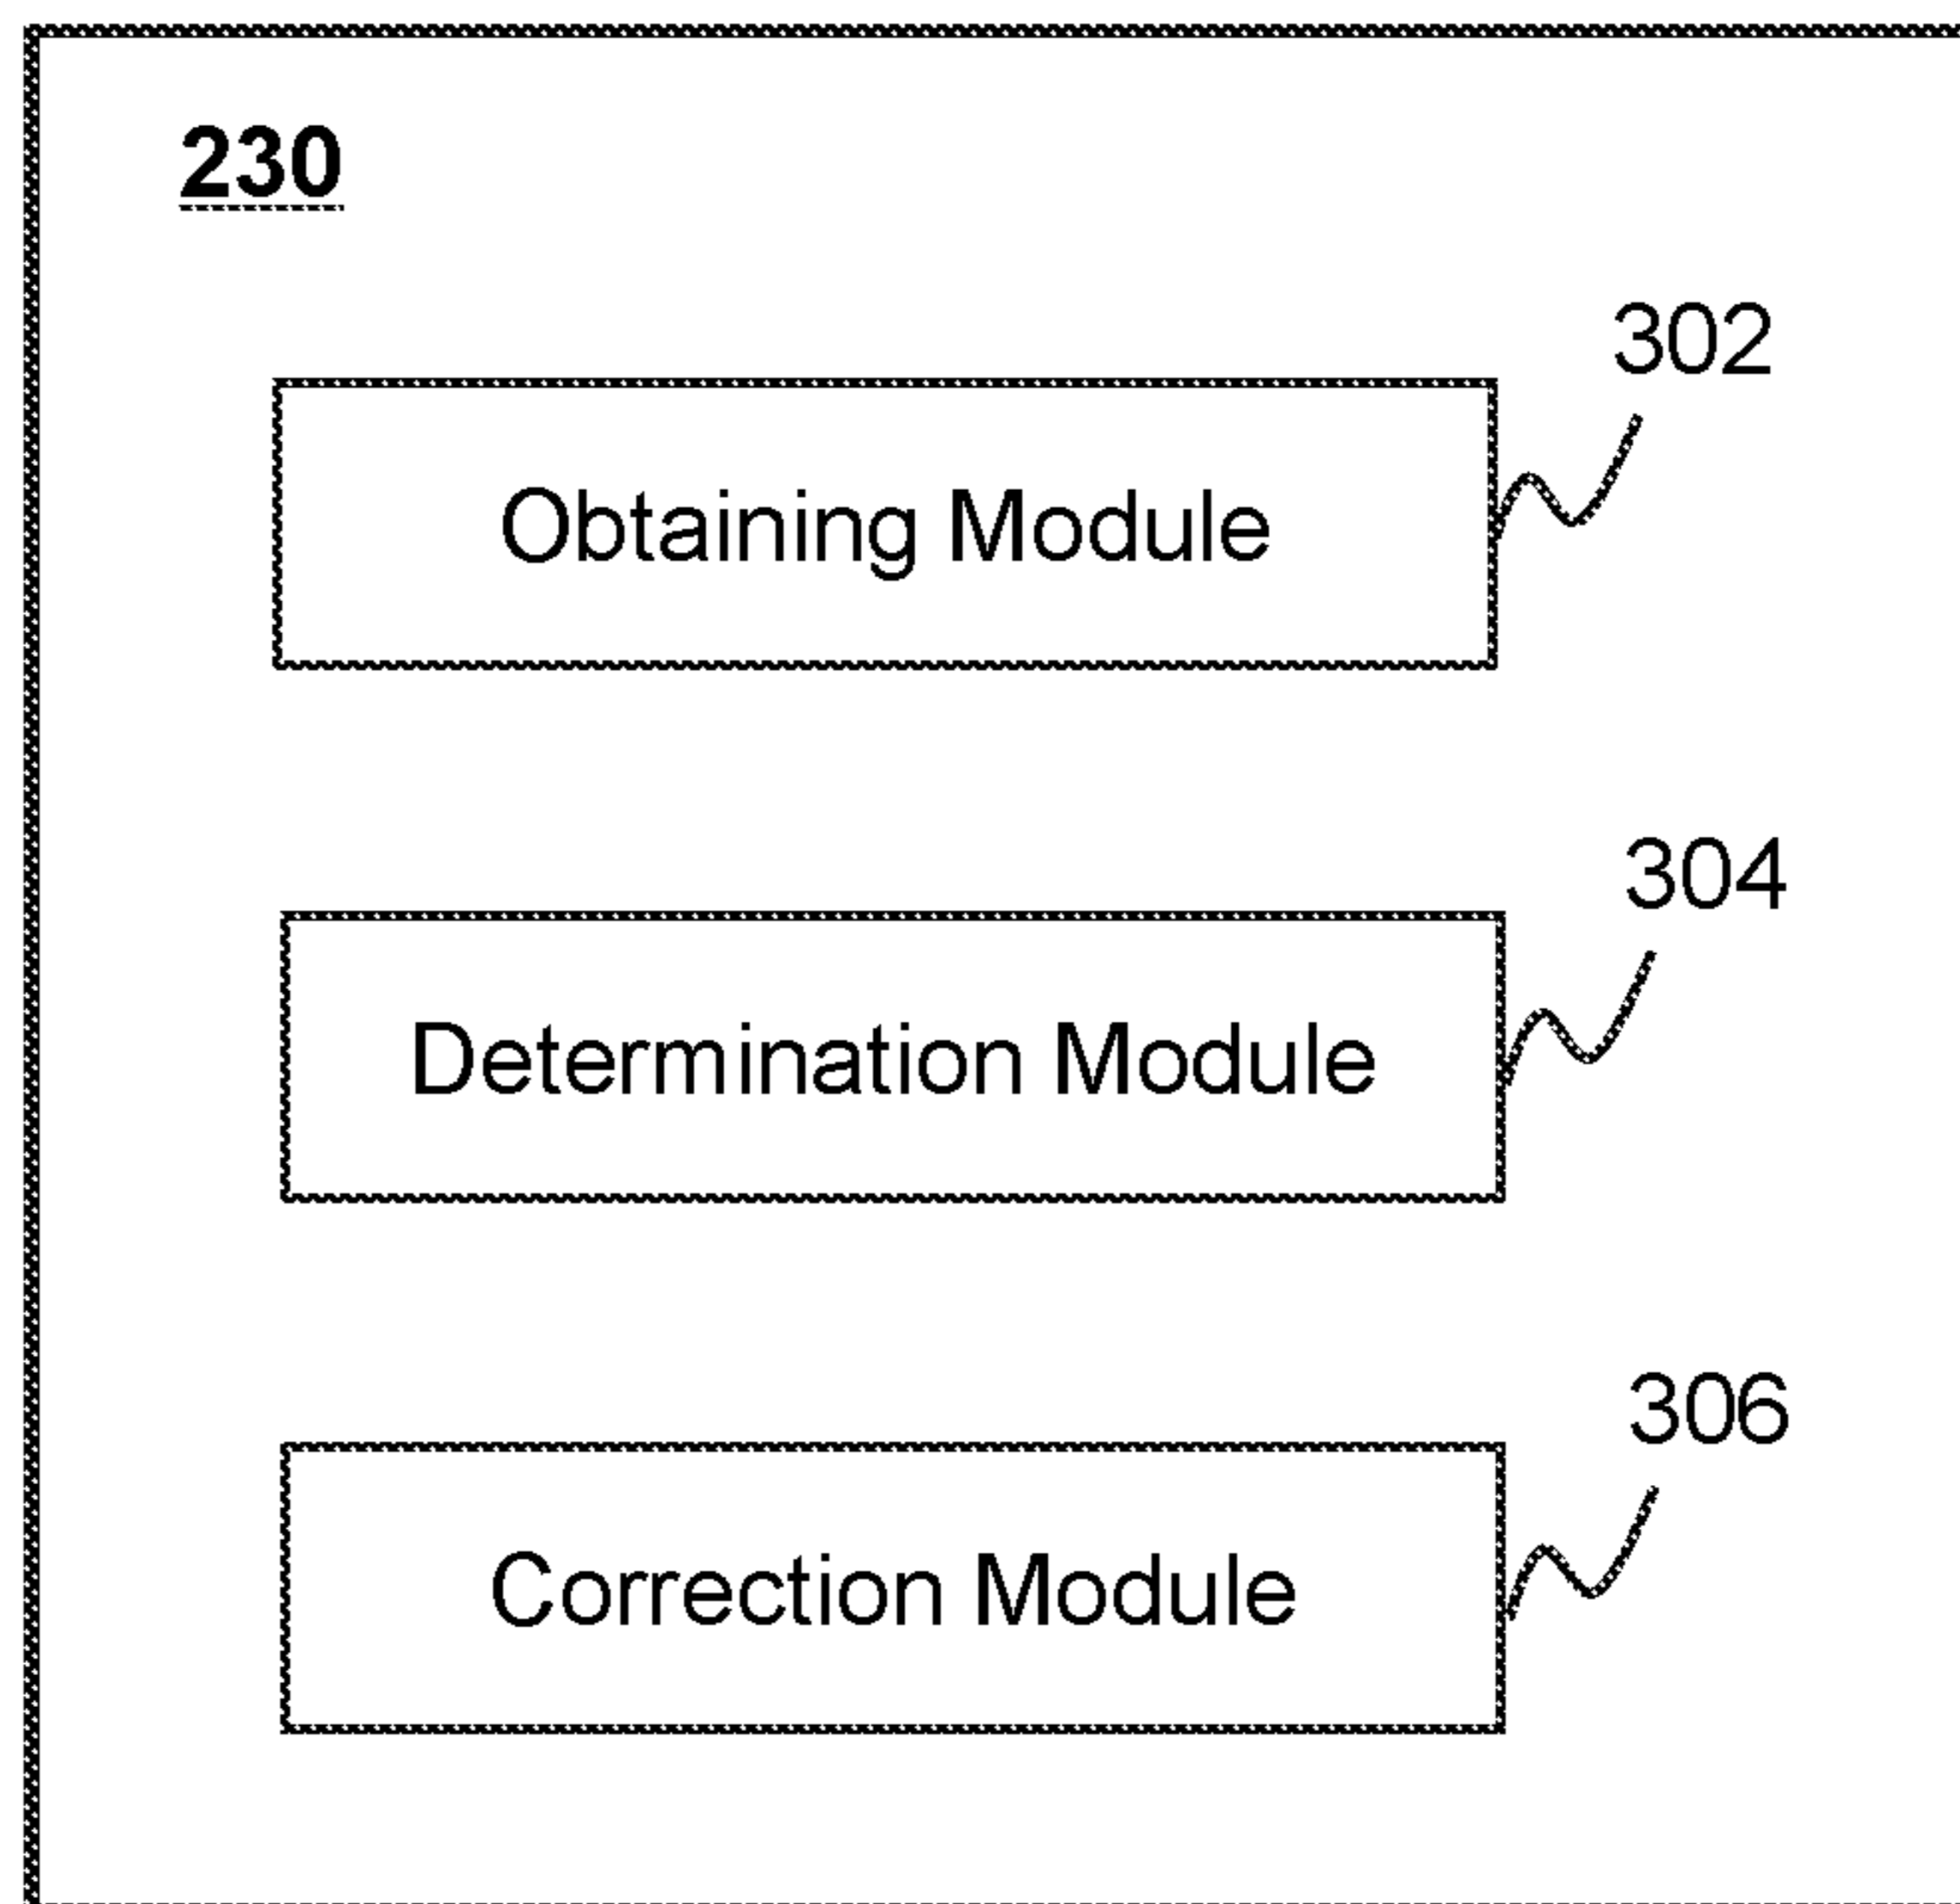 230
302
Obtaining Module
304
Determination Module
306
Correction Module